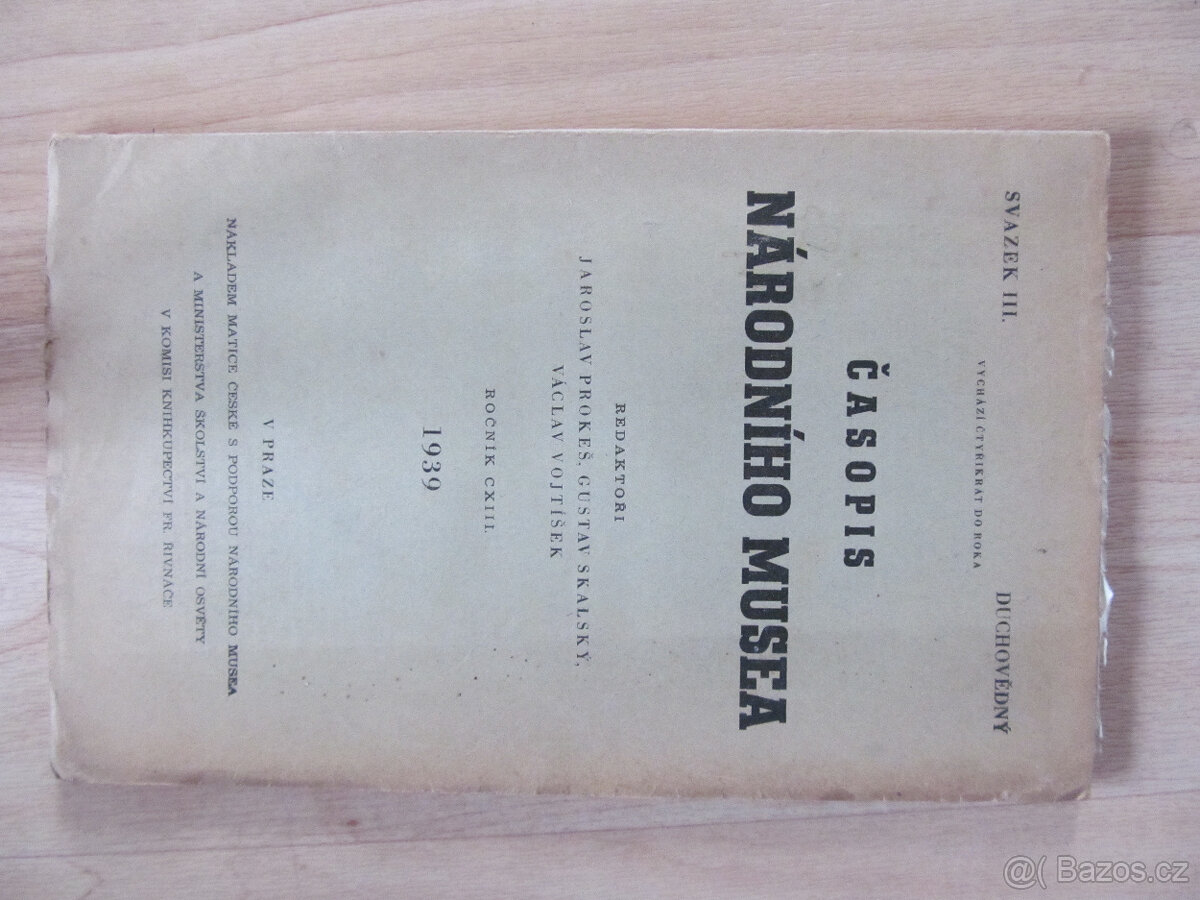 SVAZEK III.
DUCHOVĚDNÝ
VYCHÁZÍ ČTYŘIKRÁT DO ROKA
ČASOPIS
NÁRODNÍHO MUSEA
REDAKTOŘI
JAROSLAV PROKEŠ, GUSTAV SKALSKÝ,
VÁCLAV VOJTÍŠEK
ROČNÍK CXIII.
1939
V PRAZE
NÁKLADEM MATICE ČESKÉ S PODPOROU NÁRODNÍHO MUSEA
A MINISTERSTVA ŠKOLSTVÍ A NÁRODNÍ OSVĚTY
V KOMISI KNIHKUPECTVÍ FR. ŘIVNÁČE
@( Bazos.cz